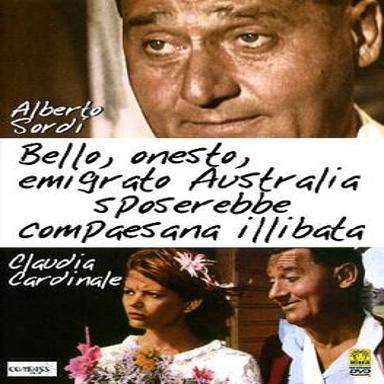 Alberto
Sordi
Bello, onesto,
emigrato Australia
sposerebbe
compaesana illibata
Claudia
Cardinale
DVD